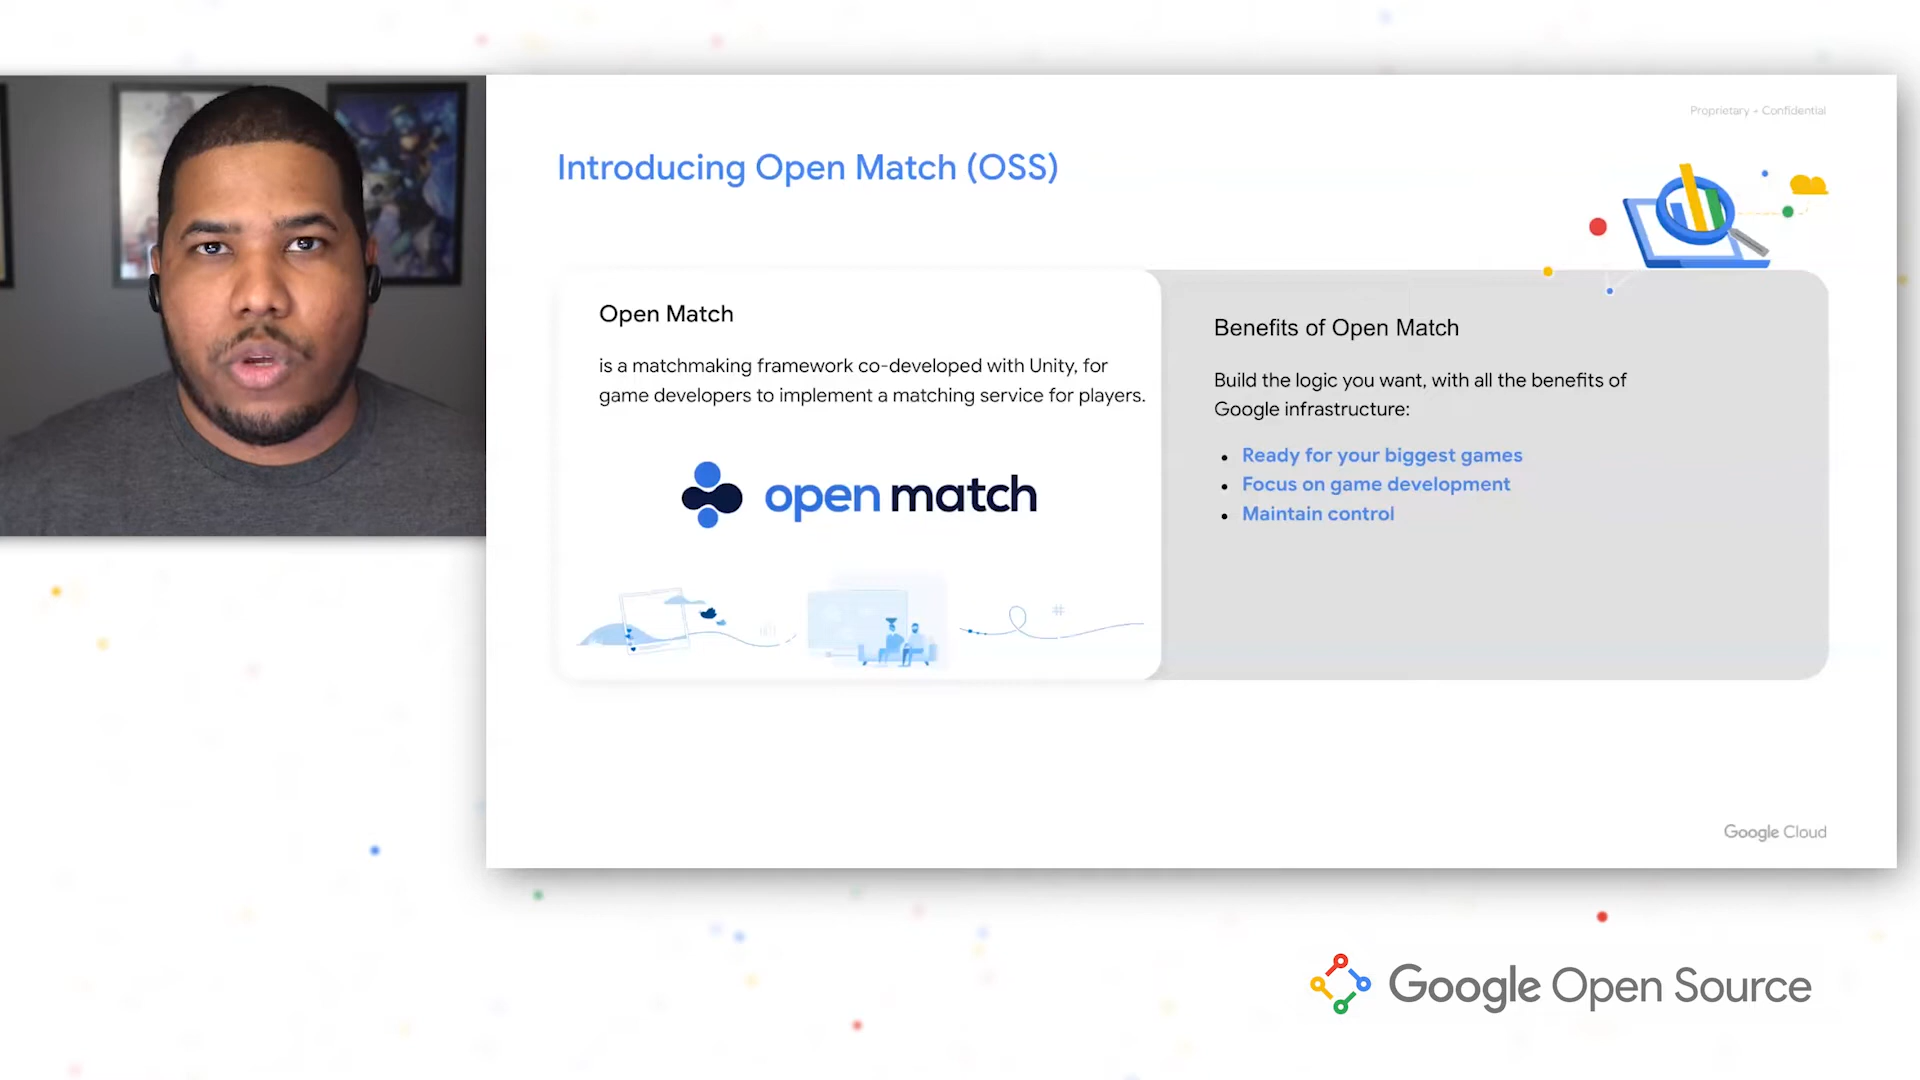 Proprietary + Confidential
Introducing Open Match (OSS)
Open Match
is a matchmaking framework co-developed with Unity, for
game developers to implement a matching service for players.
open match
#
Benefits of Open Match
Build the logic you want, with all the benefits of
Google infrastructure:
• Ready for your biggest games
• Focus on game development
• Maintain control
Google Cloud
Google Open Source